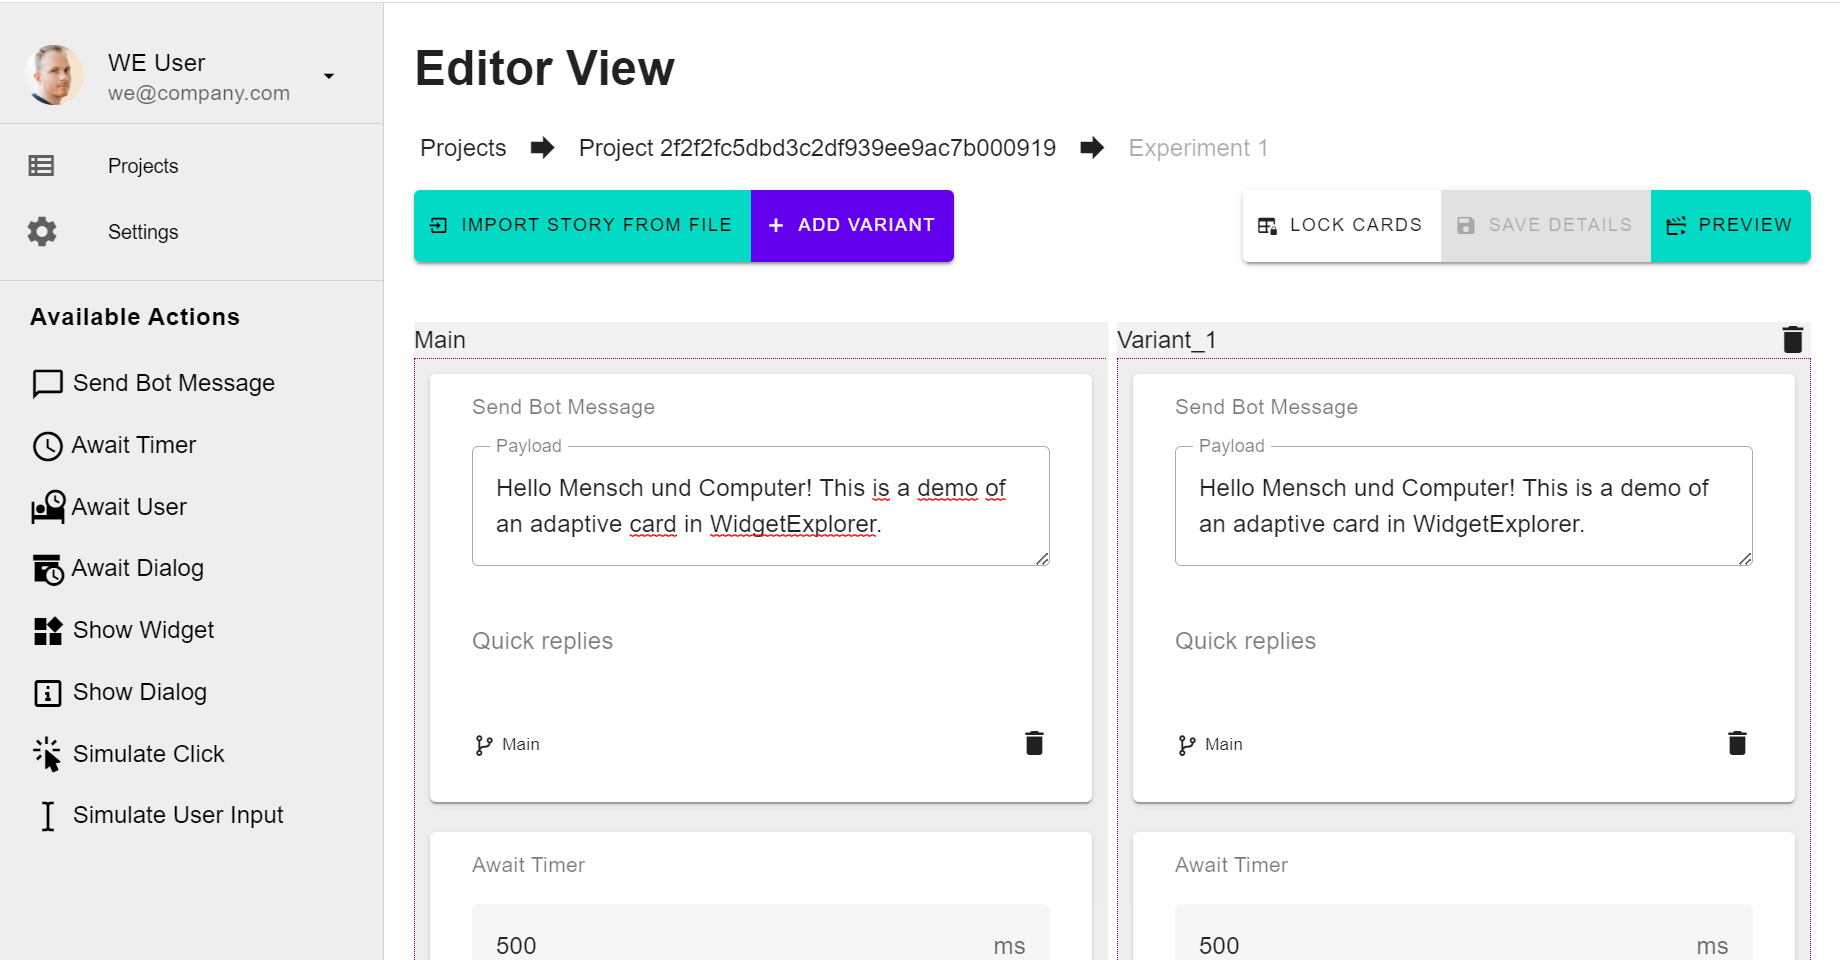 WE User
we@company.com
Projects
Settings
Available Actions
Send Bot Message
Await Timer
Await User
Await Dialog
Show Widget
Show Dialog
Simulate Click
Simulate User Input
Editor View
Projects Project 2f2f2fc5dbd3c2df939ee9ac7b000919 Experiment 1
IMPORT STORY FROM FILE + ADD VARIANT LOCK CARDS SAVE DETAILS PREVIEW
Main
Send Bot Message
Payload
Hello Mensch und Computer! This is a demo of
an adaptive card in WidgetExplorer.
Quick replies
Main
Await Timer
500 ms
Variant_1
Send Bot Message
Payload
Hello Mensch und Computer! This is a demo of
an adaptive card in WidgetExplorer.
Quick replies
Main
Await Timer
500 ms